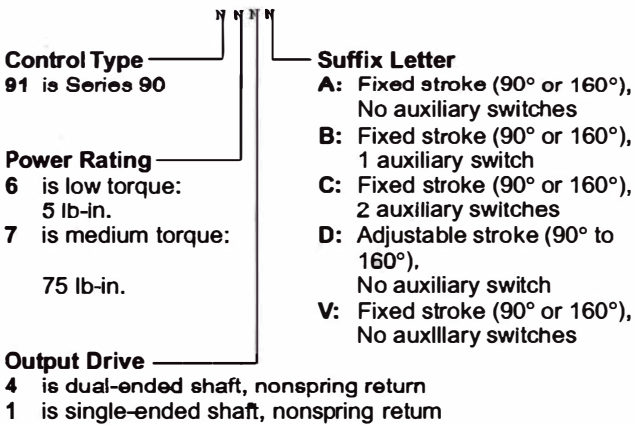 N N N N
Control Type
91 is Series 90
Power Rating
6 is low torque:
5 lb-in.
7 is medium torque:
75 lb-in.
Suffix Letter
A: Fixed stroke (90° or 160°),
No auxiliary switches
B: Fixed stroke (90° or 160°),
1 auxiliary switch
C: Fixed stroke (90° or 160°),
2 auxiliary switches
D: Adjustable stroke (90° to
160°),
No auxiliary switch
V: Fixed stroke (90° or 160°),
No auxlllary switches
Output Drive
4 is dual-ended shaft, nonspring return
1 is single-ended shaft, nonspring retum